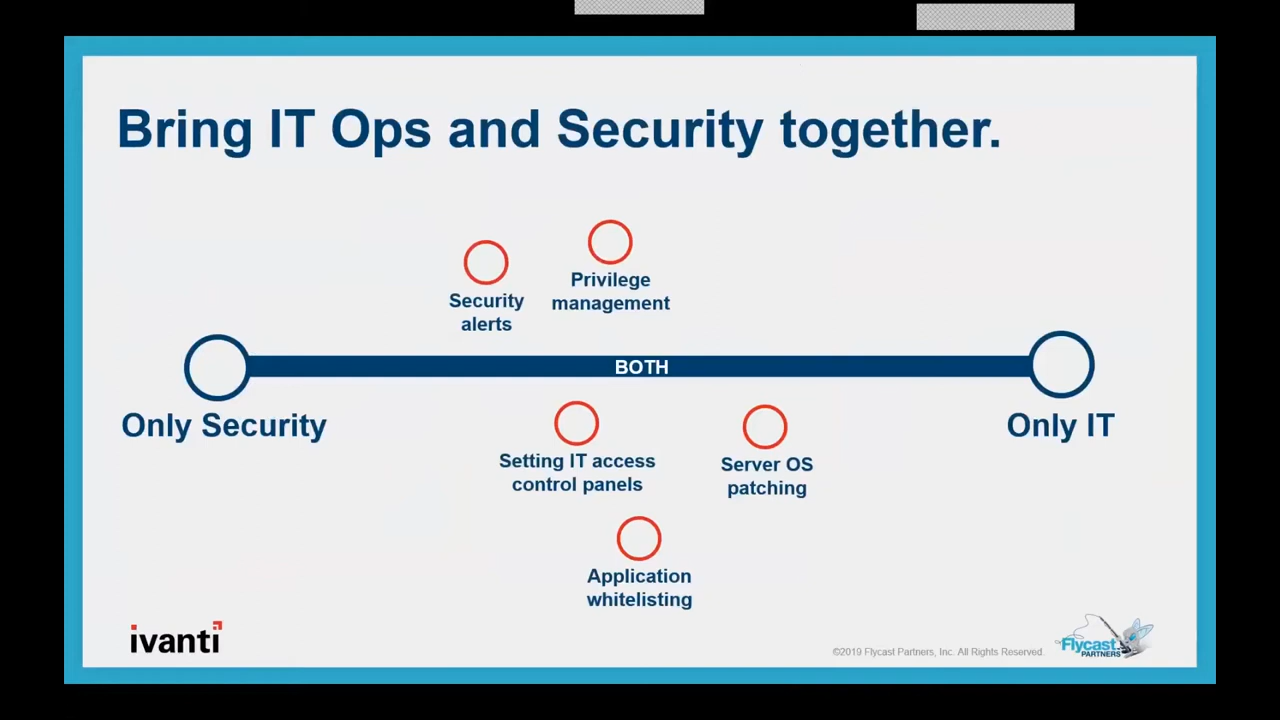 Bring IT Ops and Security together.
Privilege
management
Security
alerts
BOTH
Only Security
Only IT
Setting IT access
control panels
Server OS
patching
Application
whitelisting
ivanti
©2019 Flycast Partners, Inc. All Rights Reserved.
Flycast
PARTNERS